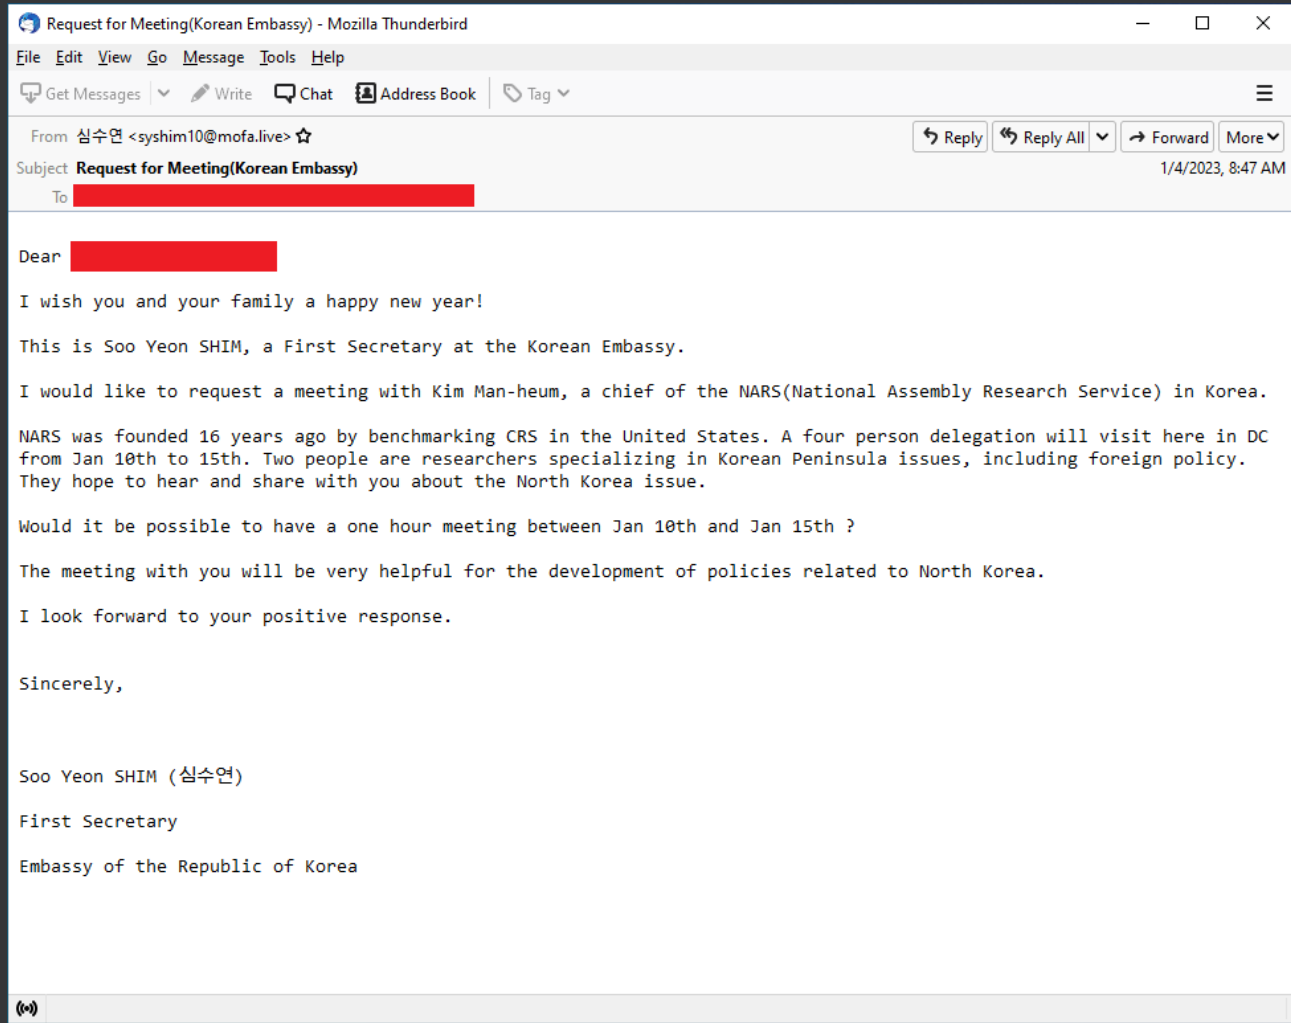 Request for Meeting(Korean Embassy) - Mozilla Thunderbird
File Edit View Go Message Tools Help
Get Messages Write Chat Address Book Tag
From 심수연 <syshim10@mofa.live> Reply Reply All Forward More
Subject Request for Meeting(Korean Embassy) 1/4/2023, 8:47 AM
To
Dear
I wish you and your family a happy new year!
This is Soo Yeon SHIM, a First Secretary at the Korean Embassy.
I would like to request a meeting with Kim Man-heum, a chief of the NARS(National Assembly Research Service) in Korea.
NARS was founded 16 years ago by benchmarking CRS in the United States. A four person delegation will visit here in DC
from Jan 10th to 15th. Two people are researchers specializing in Korean Peninsula issues, including foreign policy.
They hope to hear and share with you about the North Korea issue.
Would it be possible to have a one hour meeting between Jan 10th and Jan 15th ?
The meeting with you will be very helpful for the development of policies related to North Korea.
I look forward to your positive response.
Sincerely,
Soo Yeon SHIM (심수연)
First Secretary
Embassy of the Republic of Korea